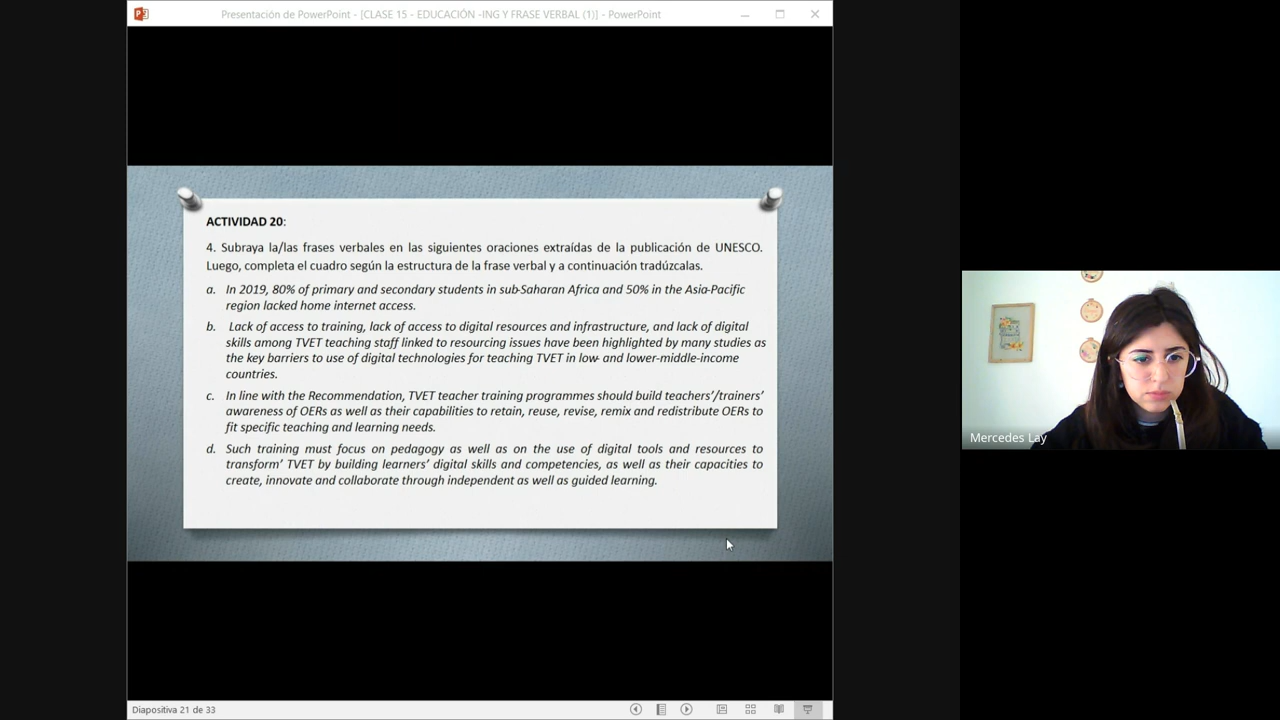 Presentación de PowerPoint - [CLASE 15 - EDUCACIÓN -ING Y FRASE VERBAL (1)] - PowerPoint
ACTIVIDAD 20:
4. Subraya la/las frases verbales en las siguientes oraciones extraídas de la publicación de UNESCO.
Luego, completa el cuadro según la estructura de la frase verbal y a continuación tradúzcalas.
a. In 2019, 80% of primary and secondary students in sub-Saharan Africa and 50% in the Asia-Pacific
region lacked home internet access.
b. Lack of access to training, lack of access to digital resources and infrastructure, and lack of digital
skills among TVET teaching staff linked to resourcing issues have been highlighted by many studies as
the key barriers to use of digital technologies for teaching TVET in low- and lower-middle-income
countries.
c. In line with the Recommendation, TVET teacher training programmes should build teachers'/trainers'
awareness of OERs as well as their capabilities to retain, reuse, revise, remix and redistribute OERs to
fit specific teaching and learning needs.
d. Such training must focus on pedagogy as well as on the use of digital tools and resources to
transform' TVET by building learners' digital skills and competencies, as well as their capacities to
create, innovate and collaborate through independent as well as guided learning.
Mercedes Lay
Diapositiva 21 de 33